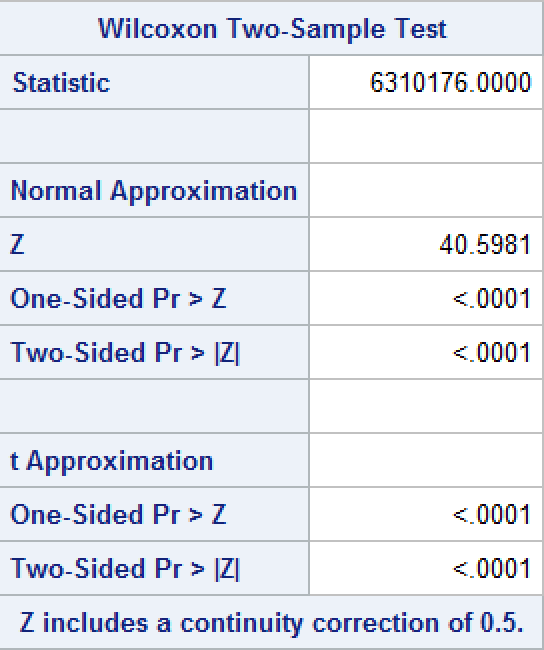 Wilcoxon Two-Sample Test
Statistic 6310176.0000
Normal Approximation
Z 40.5981
One-Sided Pr > Z <.0001
Two-Sided Pr > |Z| <.0001
t Approximation
One-Sided Pr > Z <.0001
Two-Sided Pr > |Z| <.0001
Z includes a continuity correction of 0.5.